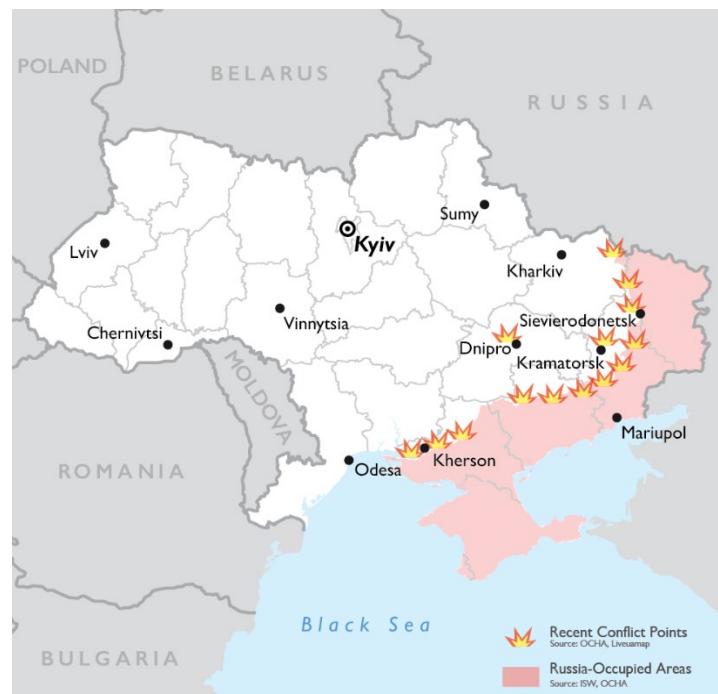 POLAND
BELARUS
RUSSIA
Sumy
Kyiv
Lviv
Kharkiv
Vinnytsia
Sievierodonetsk
Chernivtsi
Dnipro
Kramatorsk
MOLDOVA
Mariupol
ROMANIA
Odesa
Kherson
Black Sea
Recent Conflict Points
Source: OCHA, Liveuamap
BULGARIA
Russia-Occupied Areas
Source: ISW, OCHA